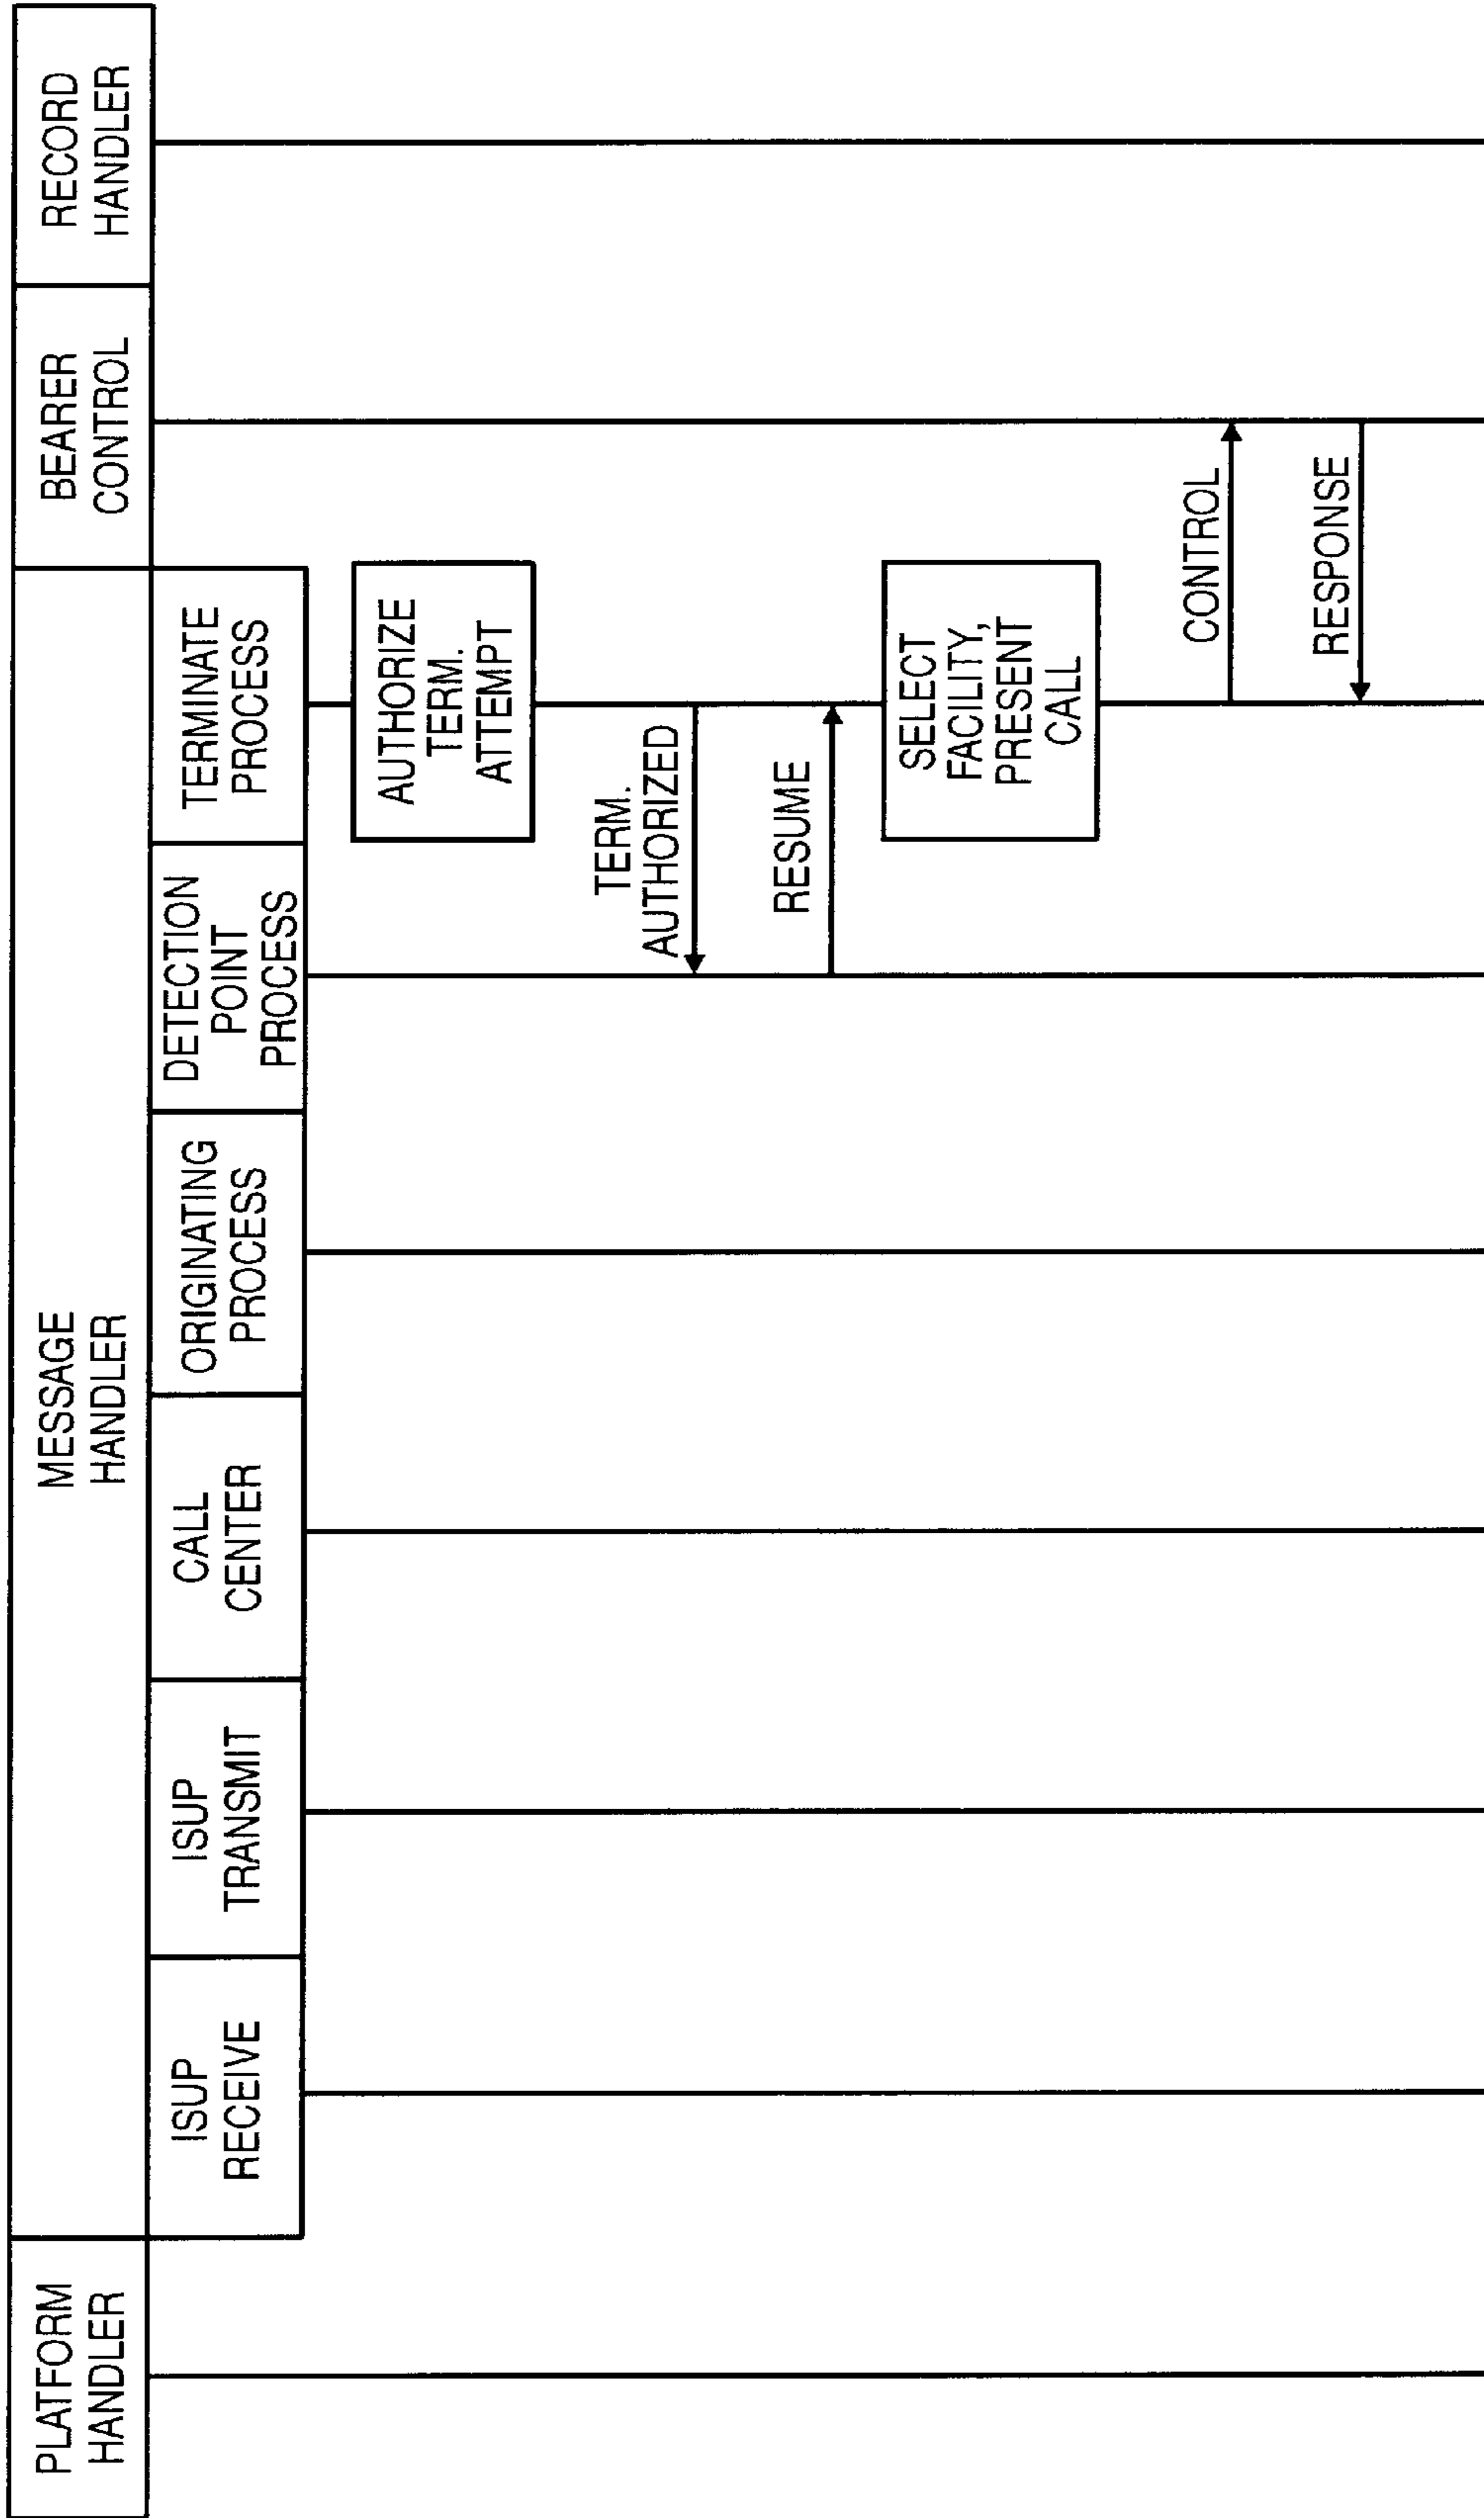 PLATFORM
HANDLER
MESSAGE
HANDLER
BEARER
CONTROL
RECORD
HANDLER
ISUP
RECEIVE
ISUP
TRANSMIT
CALL
CENTER
ORIGINATING
PROCESS
DETECTION
POINT
PROCESS
TERMINATE
PROCESS
AUTHORIZE
TERM.
ATTEMPT
TERM.
AUTHORIZED
RESUME
SELECT
FACILITY,
PRESENT
CALL
CONTROL
RESPONSE